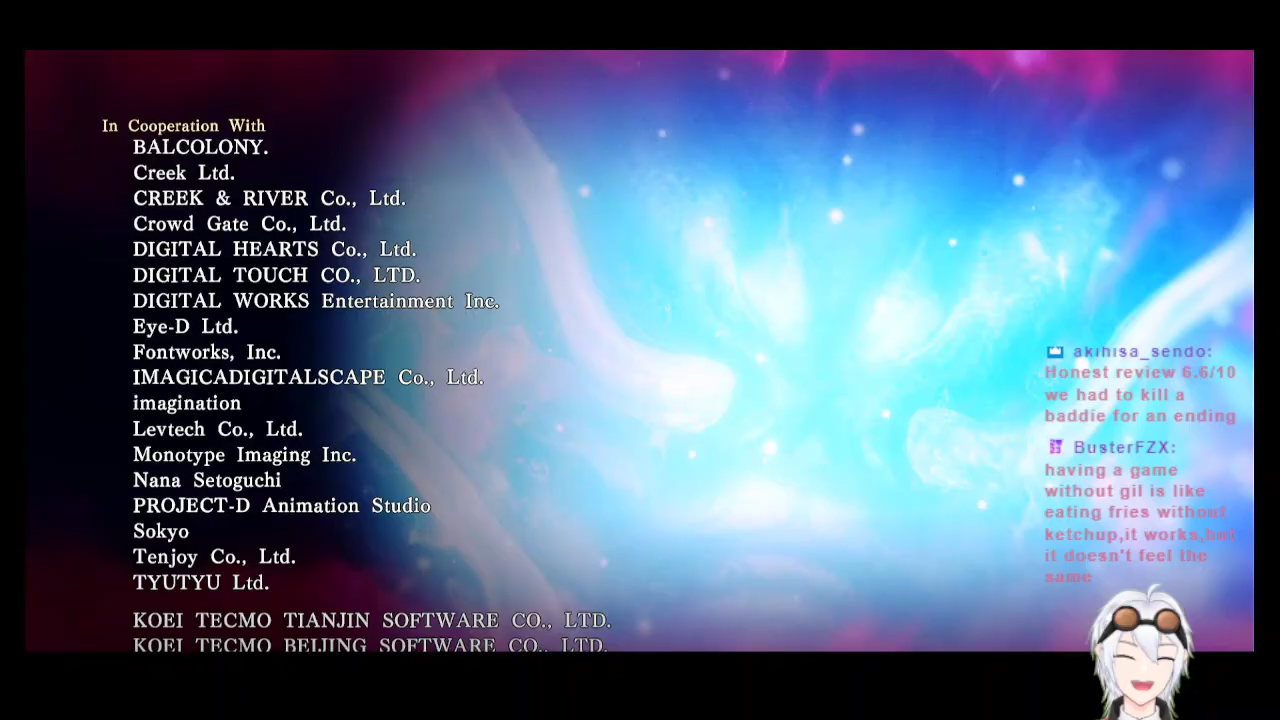 In Cooperation With
BALCOLONY.
Creek Ltd.
CREEK & RIVER Co., Ltd.
Crowd Gate Co., Ltd.
DIGITAL HEARTS Co., Ltd.
DIGITAL TOUCH CO., LTD.
DIGITAL WORKS Entertainment Inc.
Eye-D Ltd.
Fontworks, Inc.
IMAGICADIGITALSCAPE Co., Ltd.
imagination
Levtech Co., Ltd.
Monotype Imaging Inc.
Nana Setoguchi
PROJECT-D Animation Studio
Sokyo
Tenjoy Co., Ltd.
TYUTYU Ltd.
KOEI TECMO TIANJIN SOFTWARE CO., LTD.
KOEI TECMO BEIJING SOFTWARE CO., LTD.
akihisa_sendo:
Honest review 6.6/10
we had to kill a
baddie for an ending
BusterFZX:
having a game
without gil is like
eating fries without
ketchup,it works,but
it doesn't feel the
same